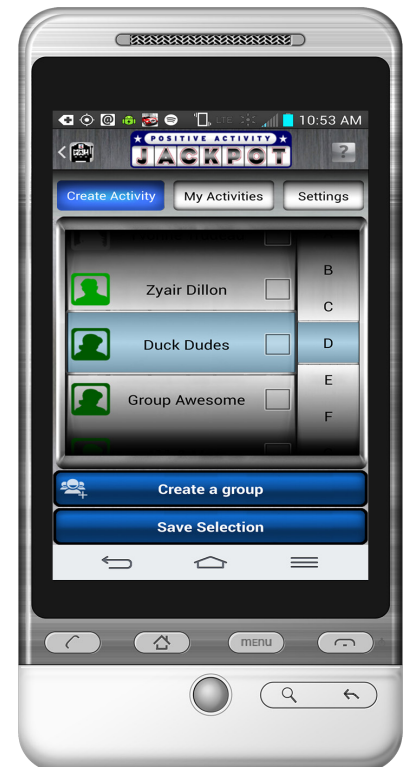 LTE 10:53 AM
POSITIVE ACTIVITY
JACKPOT
?
Create Activity My Activities Settings
B
Zyair Dillon
C
Duck Dudes D
E
Group Awesome
F
Create a group
Save Selection
MENU